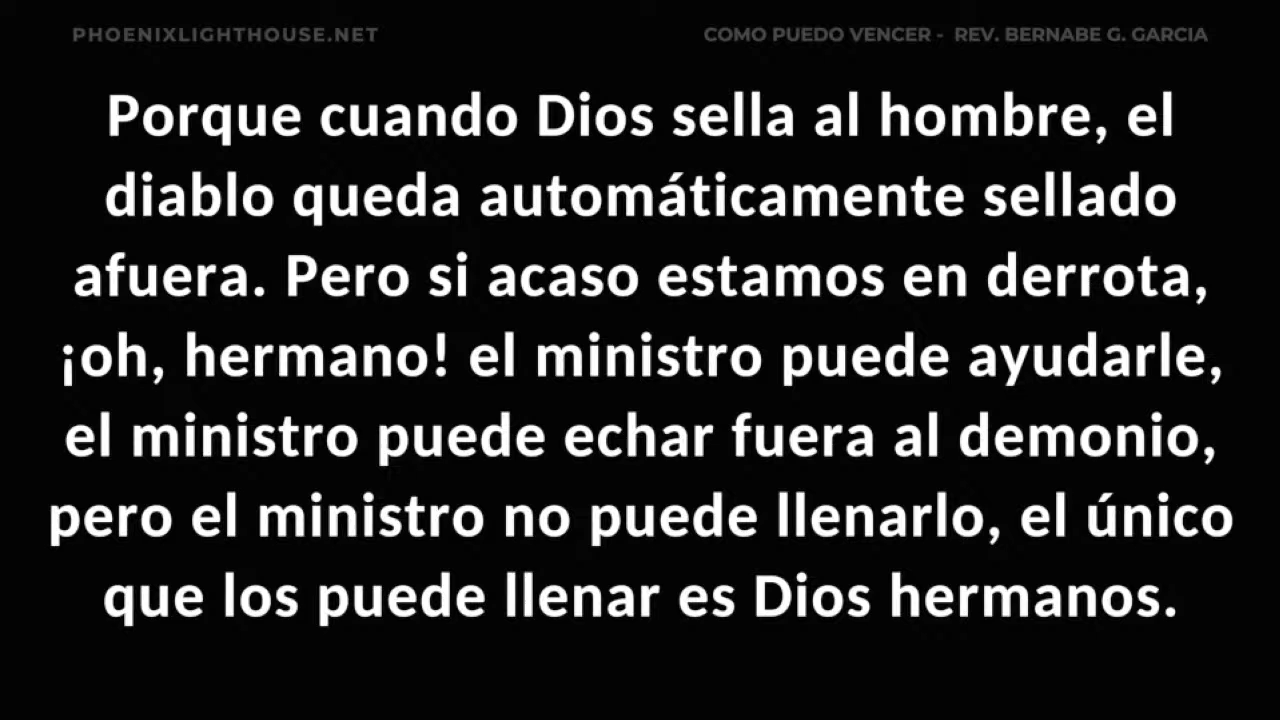 PHOENIXLIGHTHOUSE.NET
COMO PUEDO VENCER - REV. BERNABE G. GARCIA
Porque cuando Dios sella al hombre, el
diablo queda automáticamente sellado
afuera. Pero si acaso estamos en derrota,
¡oh, hermano! el ministro puede ayudarle,
el ministro puede echar fuera al demonio,
pero el ministro no puede llenarlo, el único
que los puede llenar es Dios hermanos.